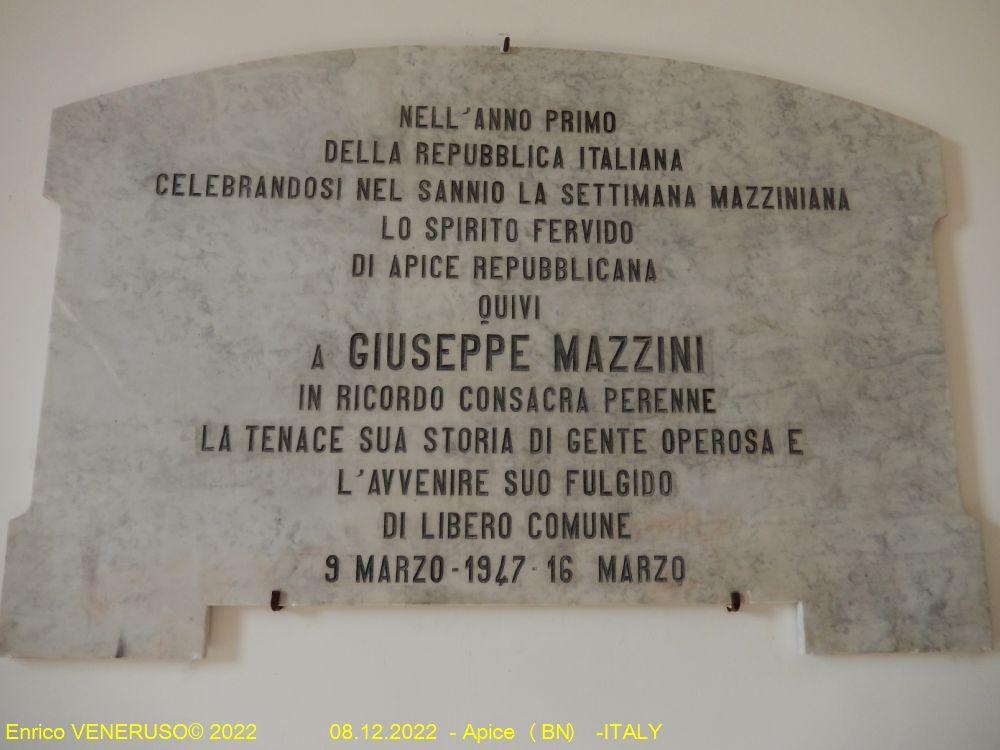 NELL'ANNO PRIMO
DELLA REPUBBLICA ITALIANA
CELEBRANDOSI NEL SANNIO LA SETTIMANA MAZZINIANA
LO SPIRITO FERVIDO
DI APICE REPUBBLICANA
QUIVI
A GIUSEPPE MAZZINI
IN RICORDO CONSACRA PERENNE
LA TENACE SUA STORIA DI GENTE OPEROSA E
L'AVVENIRE SUO FULGIDO
DI LIBERO COMUNE
9 MARZO - 1947 - 16 MARZO
Enrico VENERUSO© 2022 08.12.2022 - Apice ( BN) -ITALY